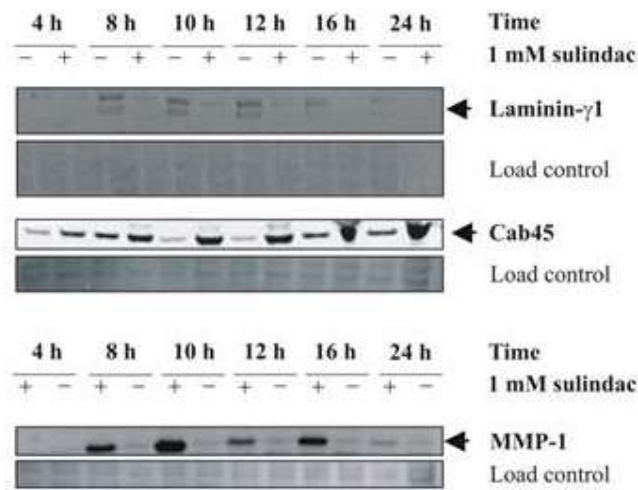 4 h 8 h 10 h 12 h 16 h 24 h Time
− + − + − + − + − + − + 1 mM sulindac
Laminin-γ1
Load control
Cab45
Load control
4 h 8 h 10 h 12 h 16 h 24 h Time
+ − + − + − + − + − + − 1 mM sulindac
MMP-1
Load control